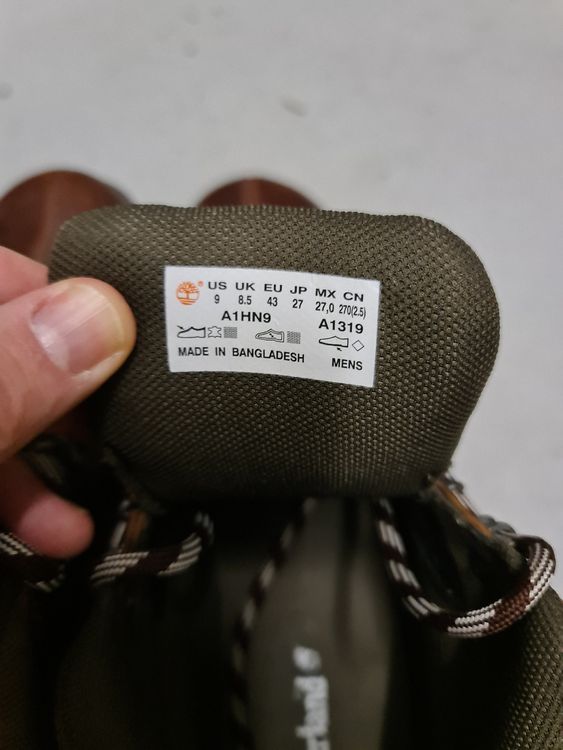 US UK EU JP MX CN
9 8.5 43 27 27,0 270(2.5)
A1HN9 A1319
MADE IN BANGLADESH MENS
erland